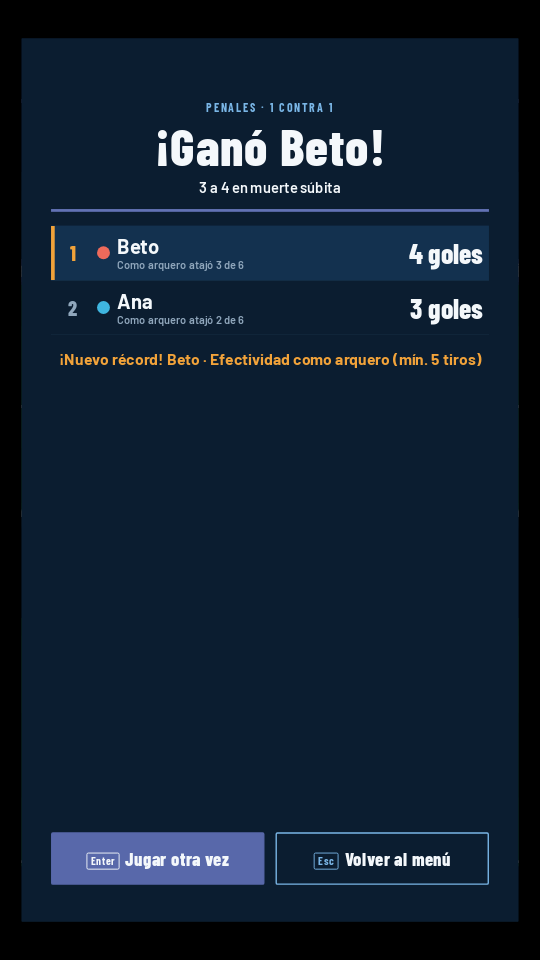 PENALES · 1 CONTRA 1
¡Ganó Beto!
3 a 4 en muerte súbita
1 Beto 4 goles
Como arquero atajó 3 de 6
2 Ana 3 goles
Como arquero atajó 2 de 6
¡Nuevo récord! Beto · Efectividad como arquero (mín. 5 tiros)
Enter Jugar otra vez
Esc Volver al menú